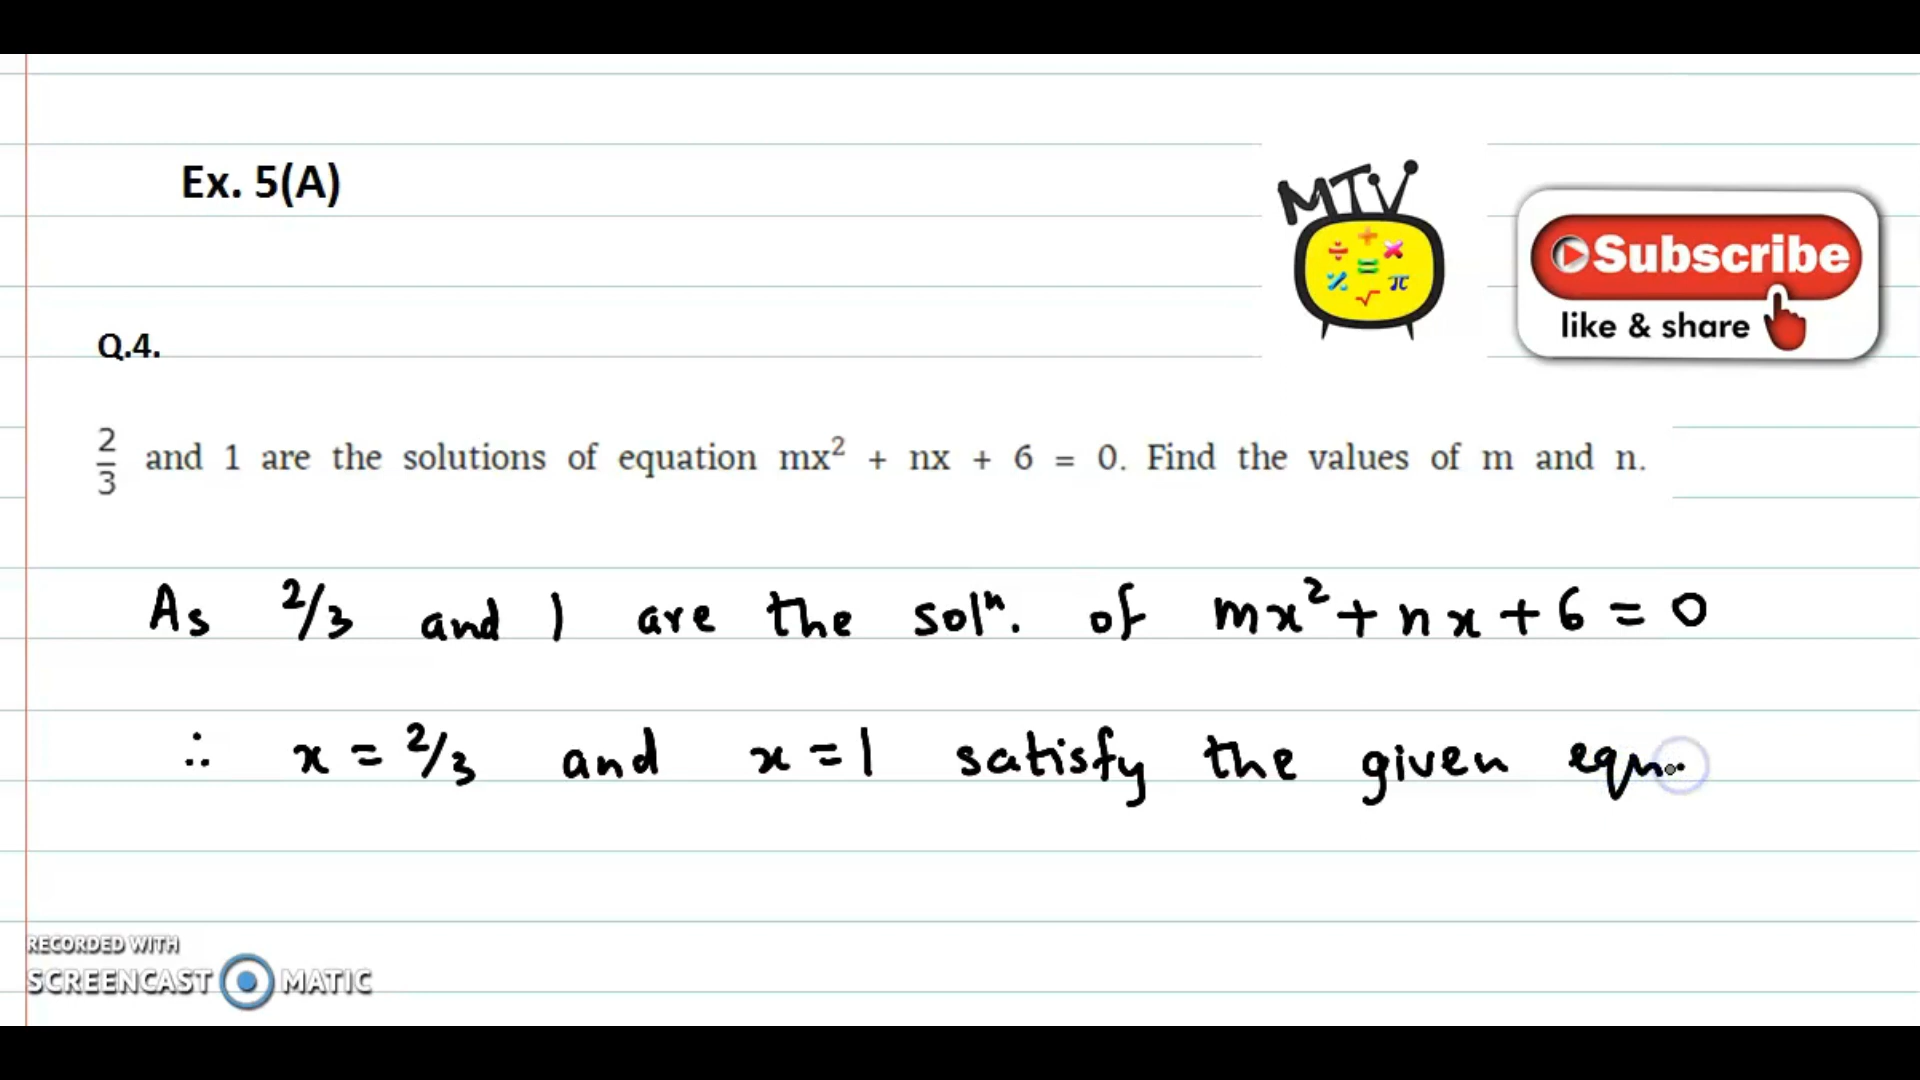 Ex. 5(A)
MTV
÷ + × = % π √
Subscribe
like & share
Q.4.
2/3 and 1 are the solutions of equation mx² + nx + 6 = 0. Find the values of m and n.
As 2/3 and 1 are the solⁿ. of mx² + nx + 6 = 0
∴ x = 2/3 and x = 1 satisfy the given eqn.
RECORDED WITH
SCREENCAST MATIC